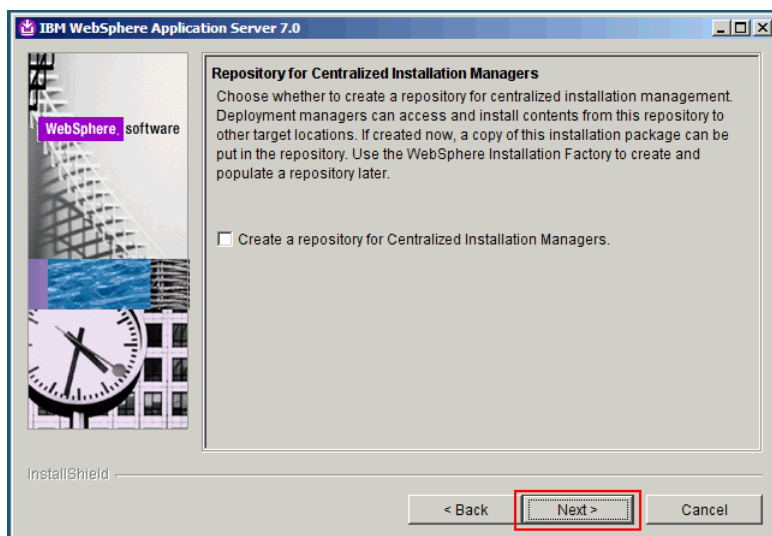 IBM WebSphere Application Server 7.0
WebSphere. software
Repository for Centralized Installation Managers
Choose whether to create a repository for centralized installation management.
Deployment managers can access and install contents from this repository to
other target locations. If created now, a copy of this installation package can be
put in the repository. Use the WebSphere Installation Factory to create and
populate a repository later.
Create a repository for Centralized Installation Managers.
InstallShield
< Back
Next >
Cancel